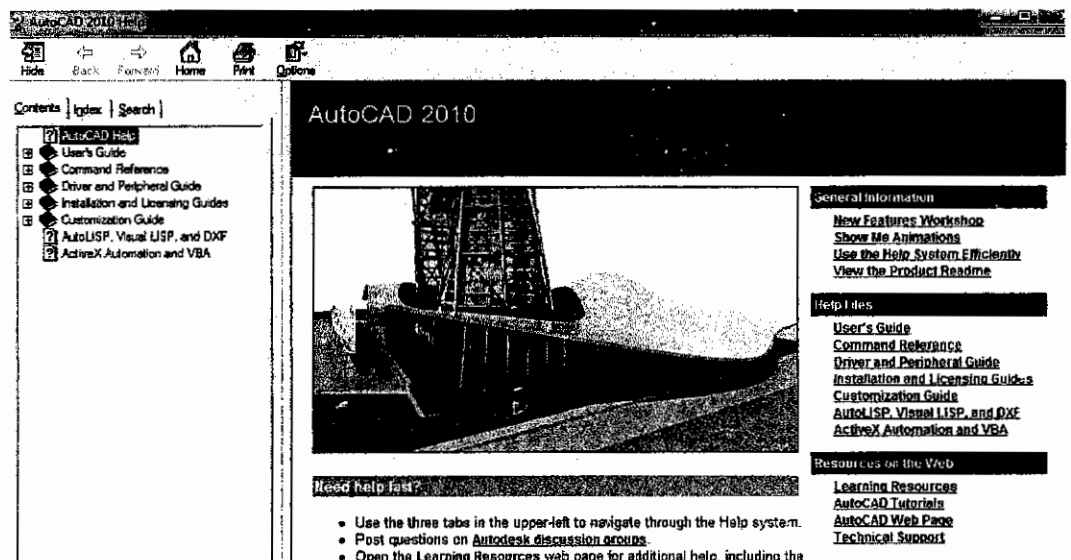 AutoCAD 2010 Help
Hide Back Forward Home Print Options
Contents Index Search
AutoCAD Help
User's Guide
Command Reference
Driver and Peripheral Guide
Installation and Licensing Guides
Customization Guide
AutoLISP, Visual LISP, and DXF
ActiveX Automation and VBA
AutoCAD 2010
Need help fast?
• Use the three tabs in the upper-left to navigate through the Help system.
• Post questions on Autodesk discussion groups.
• Open the Learning Resources web page for additional help, including the
General Information
New Features Workshop
Show Me Animations
Use the Help System Efficiently
View the Product Readme
Help Files
User's Guide
Command Reference
Driver and Peripheral Guide
Installation and Licensing Guides
Customization Guide
AutoLISP, Visual LISP, and DXF
ActiveX Automation and VBA
Resources on the Web
Learning Resources
AutoCAD Tutorials
AutoCAD Web Page
Technical Support